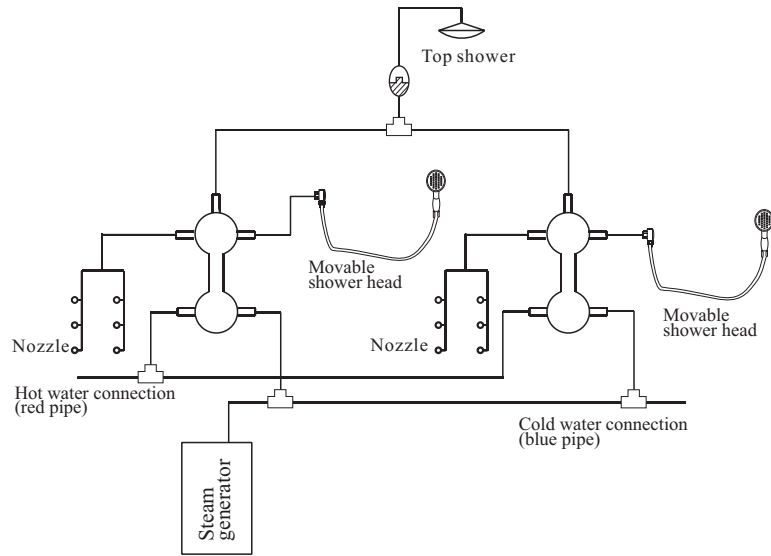 Top shower
Movable
shower head
Movable
shower head
Nozzle
Nozzle
Hot water connection
(red pipe)
Cold water connection
(blue pipe)
Steam
generator